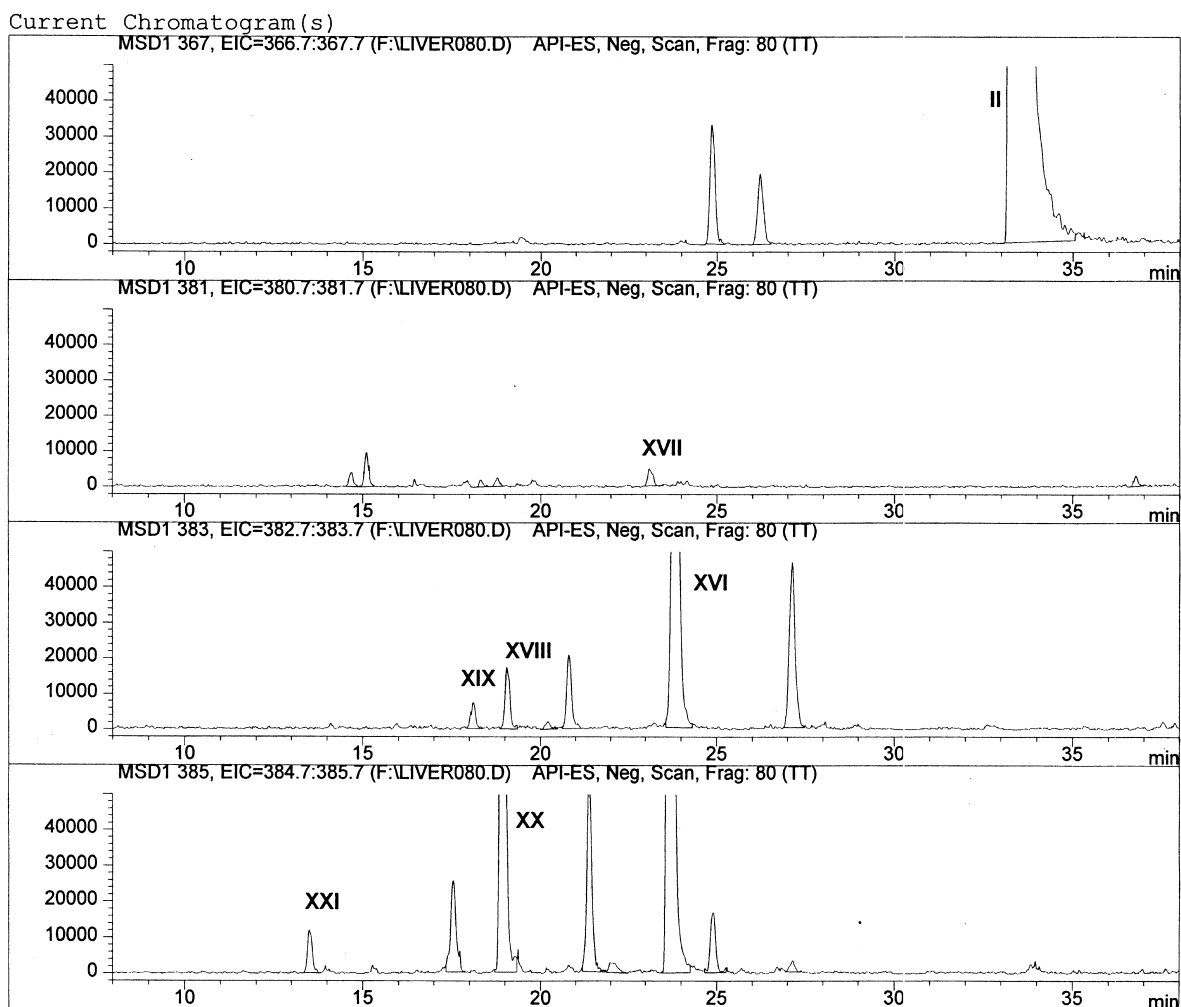 Current Chromatogram(s)
MSD1 367, EIC=366.7:367.7 (F:\LIVER080.D) API-ES, Neg, Scan, Frag: 80 (TT)
40000
30000
20000
10000
0
II
10 15 20 25 30 35 min
MSD1 381, EIC=380.7:381.7 (F:\LIVER080.D) API-ES, Neg, Scan, Frag: 80 (TT)
40000
30000
20000
10000
0
XVII
10 15 20 25 30 35 min
MSD1 383, EIC=382.7:383.7 (F:\LIVER080.D) API-ES, Neg, Scan, Frag: 80 (TT)
40000
30000
20000
10000
0
XIX
XVIII
XVI
10 15 20 25 30 35 min
MSD1 385, EIC=384.7:385.7 (F:\LIVER080.D) API-ES, Neg, Scan, Frag: 80 (TT)
40000
30000
20000
10000
0
XXI
XX
10 15 20 25 30 35 min